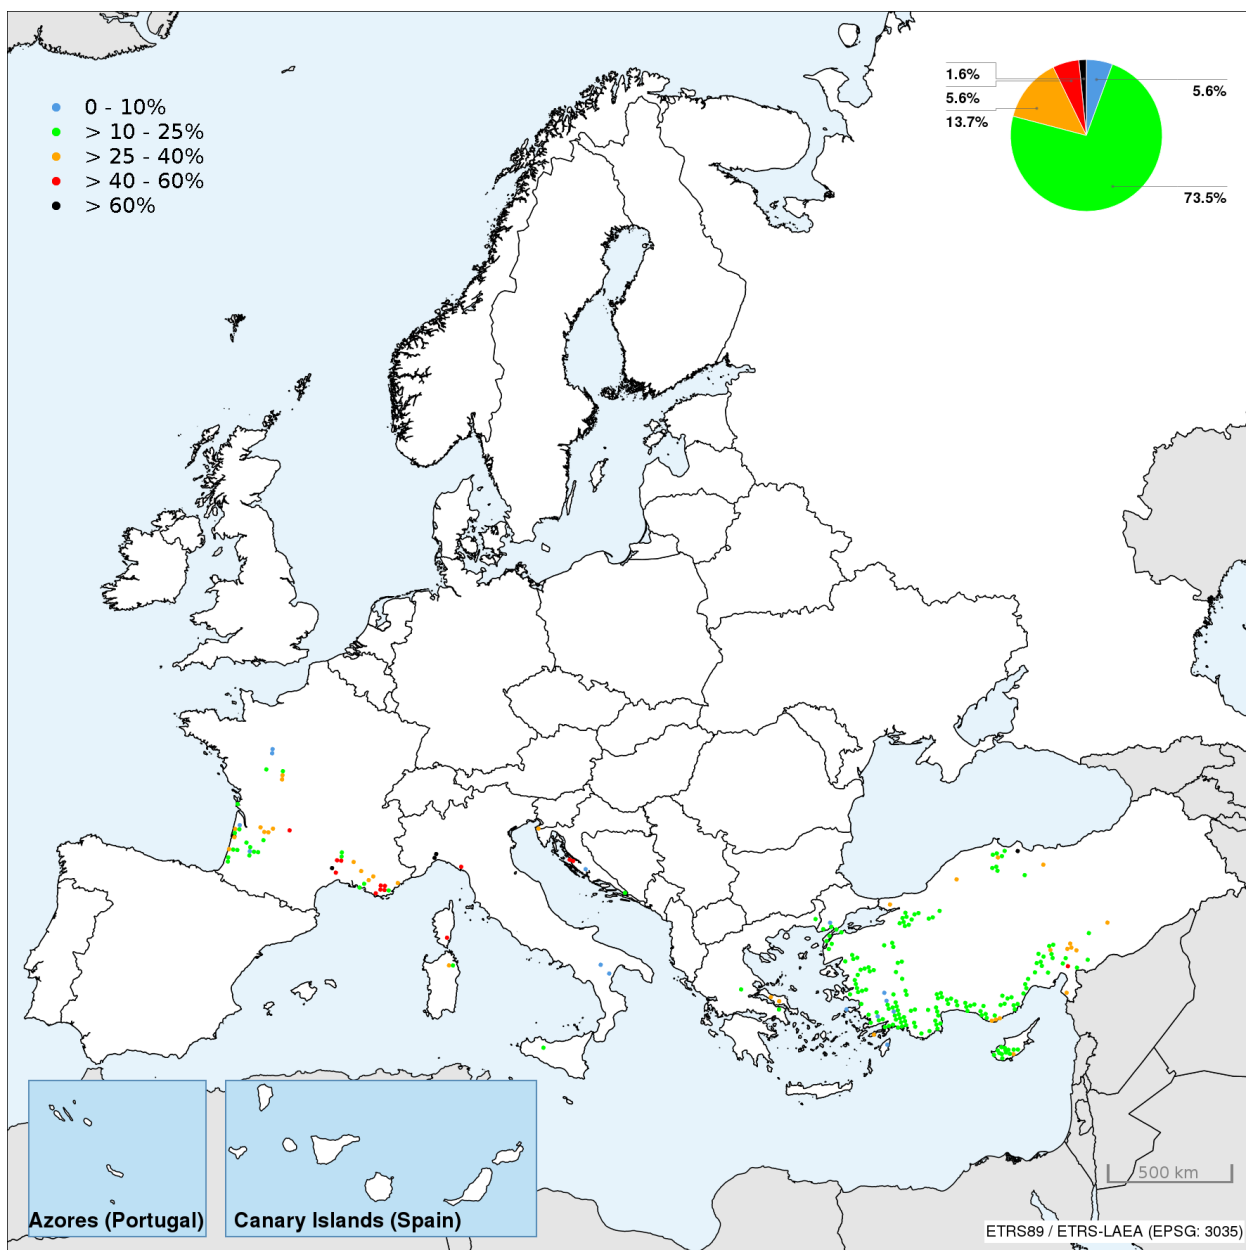 0 - 10%
> 10 - 25%
> 25 - 40%
> 40 - 60%
> 60%
1.6%
5.6%
13.7%
5.6%
73.5%
Azores (Portugal)
Canary Islands (Spain)
500 km
ETRS89 / ETRS-LAEA (EPSG: 3035)